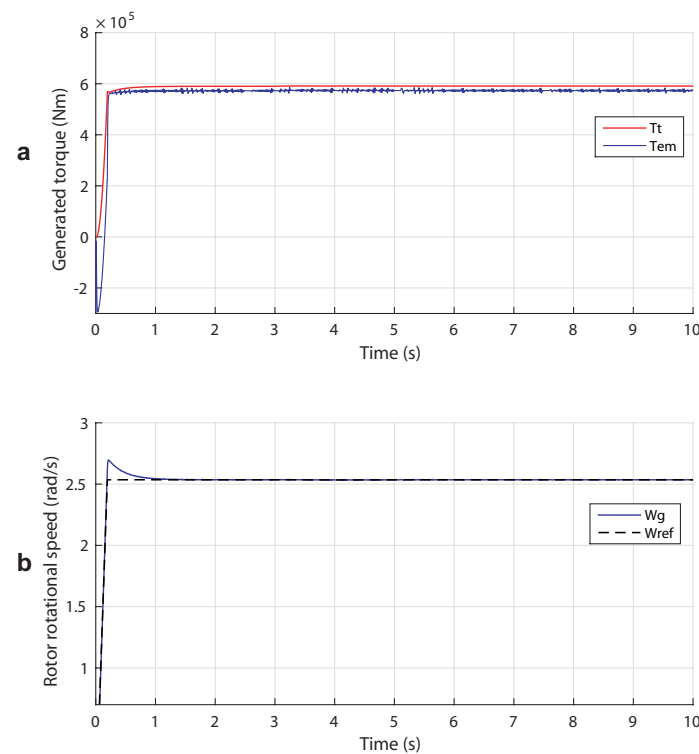 × 10⁵
8
6
4
2
0
-2
0 1 2 3 4 5 6 7 8 9 10
Time (s)
Generated torque (Nm)
a
Tt
Tem
3
2.5
2
1.5
1
0 1 2 3 4 5 6 7 8 9 10
Time (s)
Rotor rotational speed (rad/s)
b
Wg
Wref